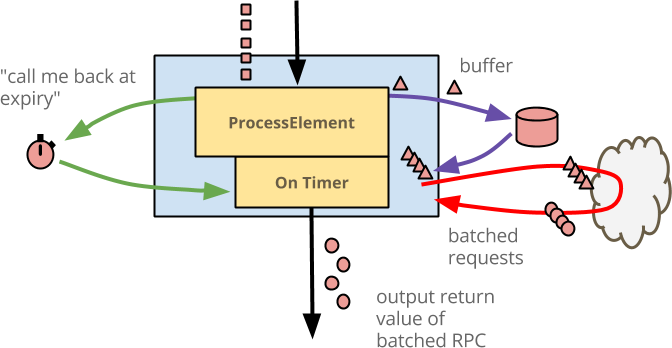 "call me back at
expiry"
buffer
ProcessElement
On Timer
batched
requests
output return
value of
batched RPC